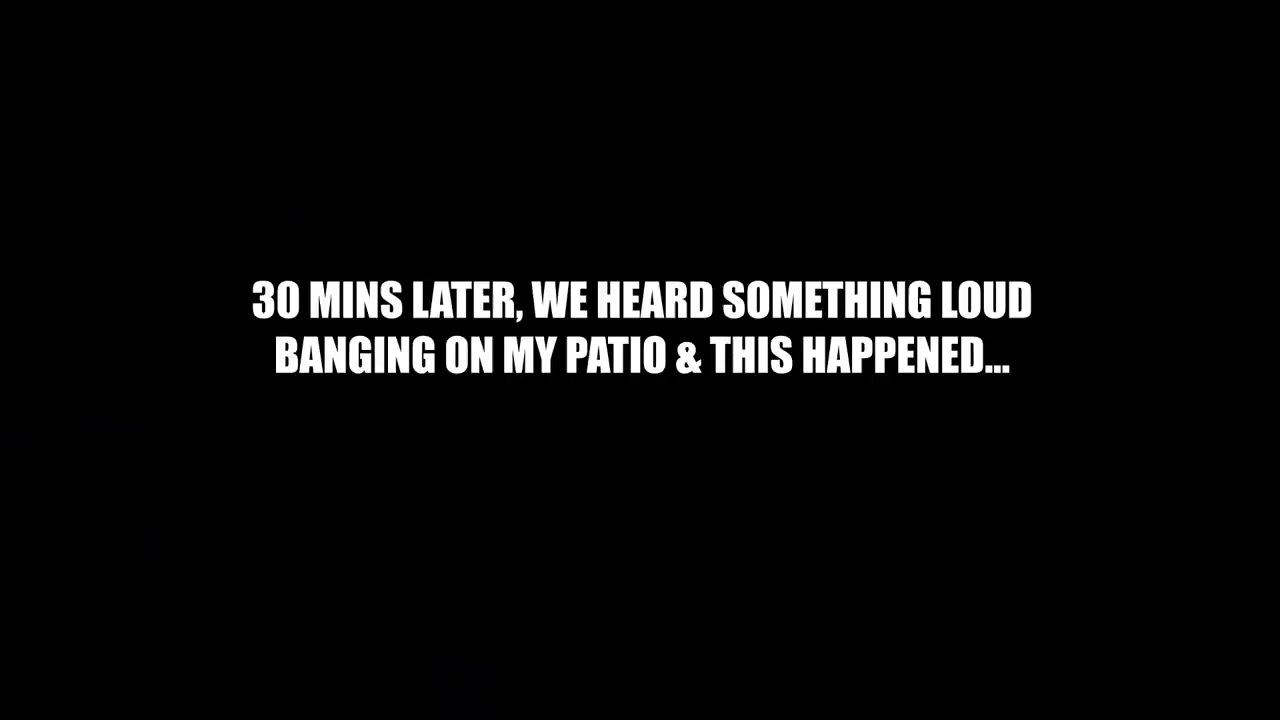 30 MINS LATER, WE HEARD SOMETHING LOUD
BANGING ON MY PATIO & THIS HAPPENED...